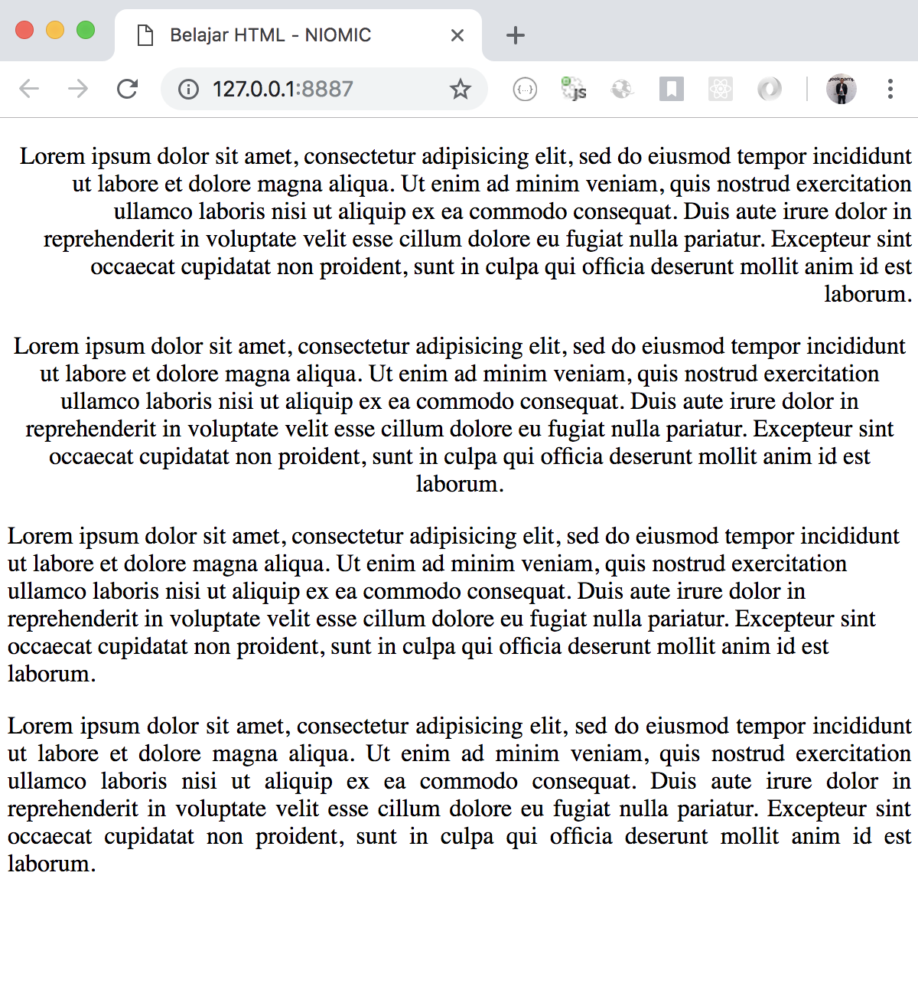 Belajar HTML - NIOMIC
127.0.0.1:8887
{...}
js
Lorem ipsum dolor sit amet, consectetur adipisicing elit, sed do eiusmod tempor incididunt
ut labore et dolore magna aliqua. Ut enim ad minim veniam, quis nostrud exercitation
ullamco laboris nisi ut aliquip ex ea commodo consequat. Duis aute irure dolor in
reprehenderit in voluptate velit esse cillum dolore eu fugiat nulla pariatur. Excepteur sint
occaecat cupidatat non proident, sunt in culpa qui officia deserunt mollit anim id est
laborum.
Lorem ipsum dolor sit amet, consectetur adipisicing elit, sed do eiusmod tempor incididunt
ut labore et dolore magna aliqua. Ut enim ad minim veniam, quis nostrud exercitation
ullamco laboris nisi ut aliquip ex ea commodo consequat. Duis aute irure dolor in
reprehenderit in voluptate velit esse cillum dolore eu fugiat nulla pariatur. Excepteur sint
occaecat cupidatat non proident, sunt in culpa qui officia deserunt mollit anim id est
laborum.
Lorem ipsum dolor sit amet, consectetur adipisicing elit, sed do eiusmod tempor incididunt
ut labore et dolore magna aliqua. Ut enim ad minim veniam, quis nostrud exercitation
ullamco laboris nisi ut aliquip ex ea commodo consequat. Duis aute irure dolor in
reprehenderit in voluptate velit esse cillum dolore eu fugiat nulla pariatur. Excepteur sint
occaecat cupidatat non proident, sunt in culpa qui officia deserunt mollit anim id est
laborum.
Lorem ipsum dolor sit amet, consectetur adipisicing elit, sed do eiusmod tempor incididunt
ut labore et dolore magna aliqua. Ut enim ad minim veniam, quis nostrud exercitation
ullamco laboris nisi ut aliquip ex ea commodo consequat. Duis aute irure dolor in
reprehenderit in voluptate velit esse cillum dolore eu fugiat nulla pariatur. Excepteur sint
occaecat cupidatat non proident, sunt in culpa qui officia deserunt mollit anim id est
laborum.